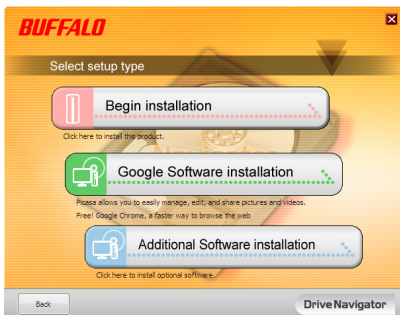 BUFFALO
Select setup type
Begin installation
Click here to install this product.
Google Software installation
Picasa allows you to easily manage, edit, and share pictures and videos.
Free! Google Chrome, a faster way to browse the web
Additional Software installation
Click here to install optional software.
Back
DriveNavigator